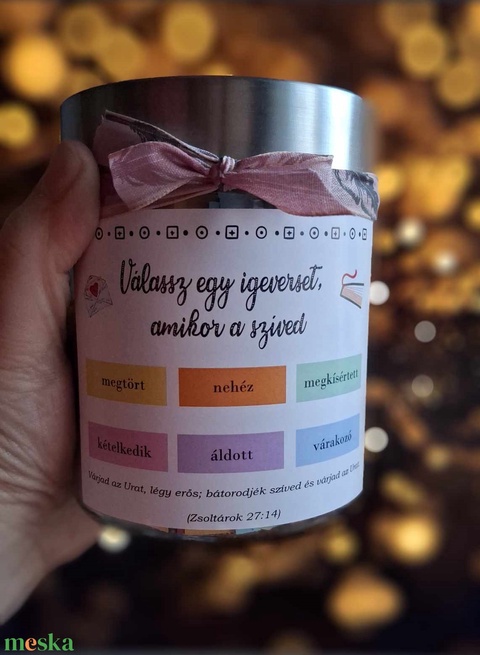 Válassz egy igeverset,
amikor a szíved
megtört nehéz megkísértett
kételkedik áldott várakozó
Várjad az Urat, légy erős; bátorodjék szíved és várjad az Urat.
(Zsoltárok 27:14)
meska